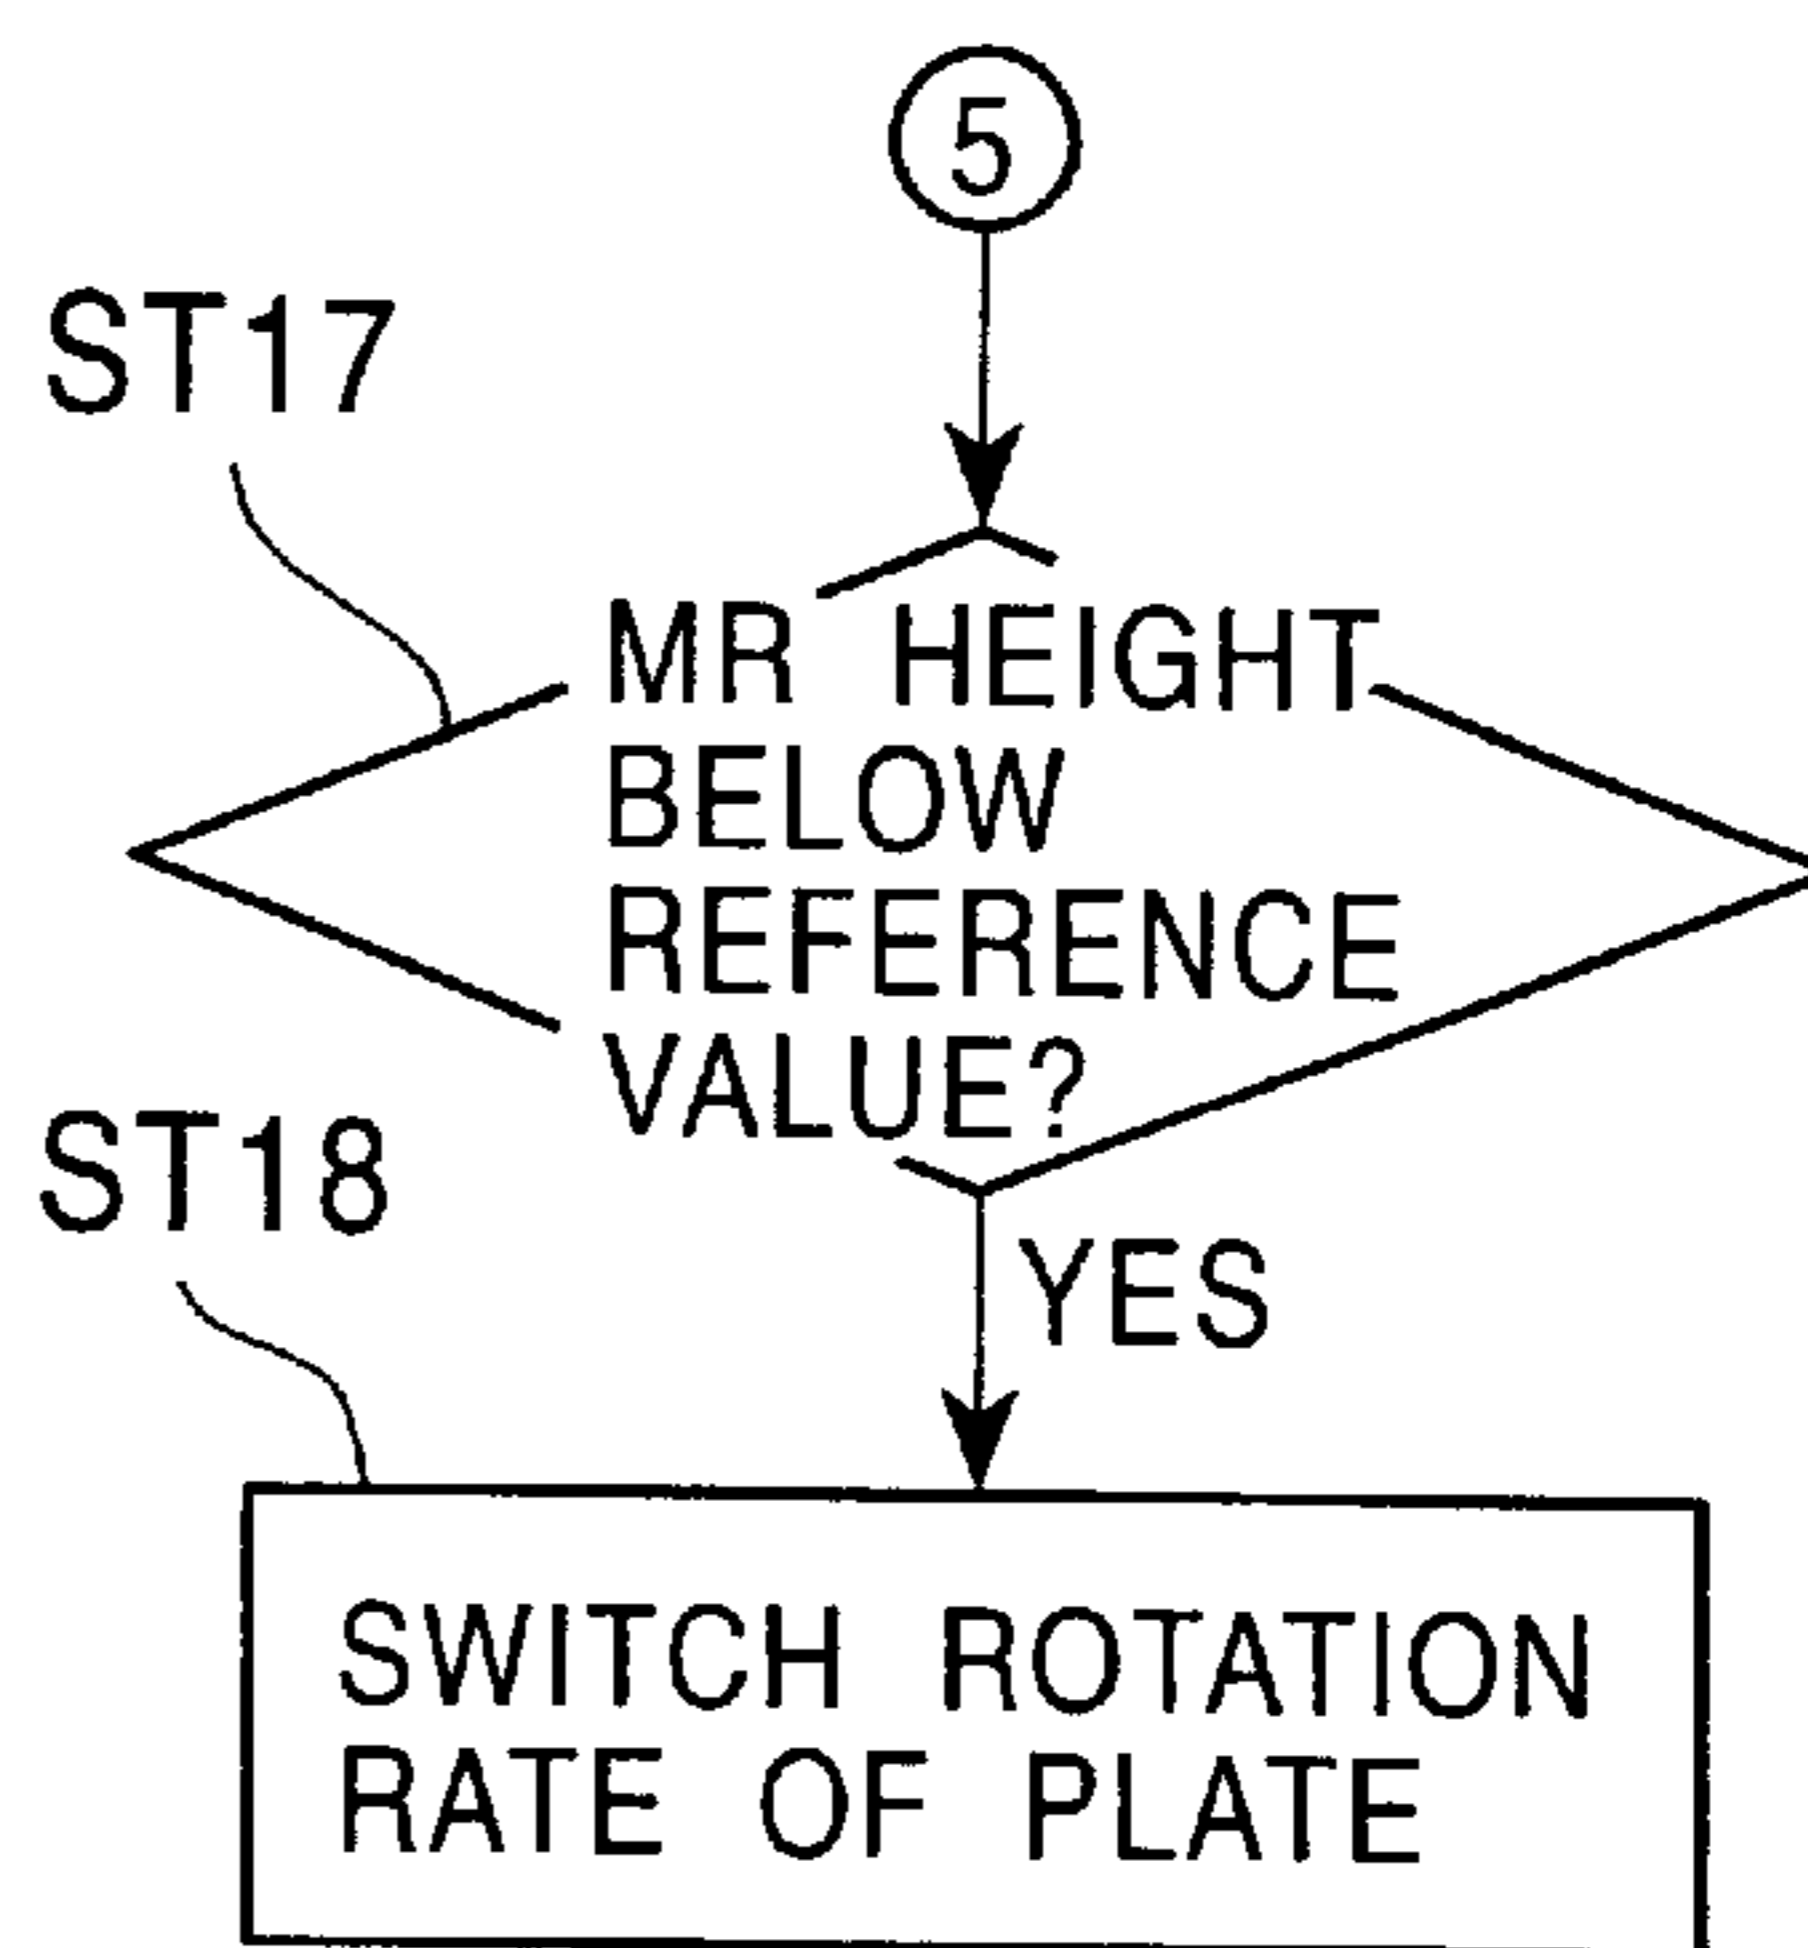 5
ST17
MR HEIGHT
BELOW
REFERENCE
VALUE?
ST18
YES
SWITCH ROTATION
RATE OF PLATE